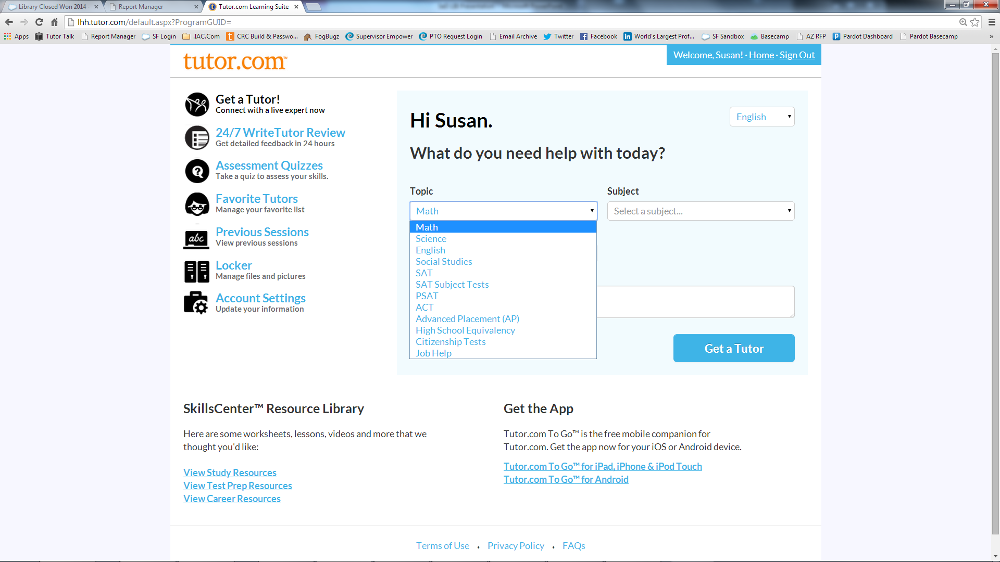 Library Closed Won 2014
Report Manager
Tutor.com Learning Suite
lhh.tutor.com/default.aspx?ProgramGUID=
Apps
Tutor Talk
Report Manager
SF Login
.IAC.Com
CRC Build & Passwo...
FogBugz
Supervisor Empower
PTO Request Login
Email Archive
Twitter
Facebook
World's Largest Prof...
SF Sandbox
Basecamp
AZ RFP
Pardot Dashboard
Pardot Basecamp
»
tutor.com™
Welcome, Susan! · Home · Sign Out
Get a Tutor!
Connect with a live expert now
24/7 WriteTutor Review
Get detailed feedback in 24 hours
Assessment Quizzes
Take a quiz to assess your skills.
Favorite Tutors
Manage your favorite list
abc
Previous Sessions
View previous sessions
Locker
Manage files and pictures
Account Settings
Update your information
Hi Susan.
English
What do you need help with today?
Topic
Subject
Math
Select a subject...
Math
Science
English
Social Studies
SAT
SAT Subject Tests
PSAT
ACT
Advanced Placement (AP)
High School Equivalency
Citizenship Tests
Job Help
Get a Tutor
SkillsCenter™ Resource Library
Here are some worksheets, lessons, videos and more that we
thought you'd like:
View Study Resources
View Test Prep Resources
View Career Resources
Get the App
Tutor.com To Go™ is the free mobile companion for
Tutor.com. Get the app now for your iOS or Android device.
Tutor.com To Go™ for iPad, iPhone & iPod Touch
Tutor.com To Go™ for Android
Terms of Use • Privacy Policy • FAQs